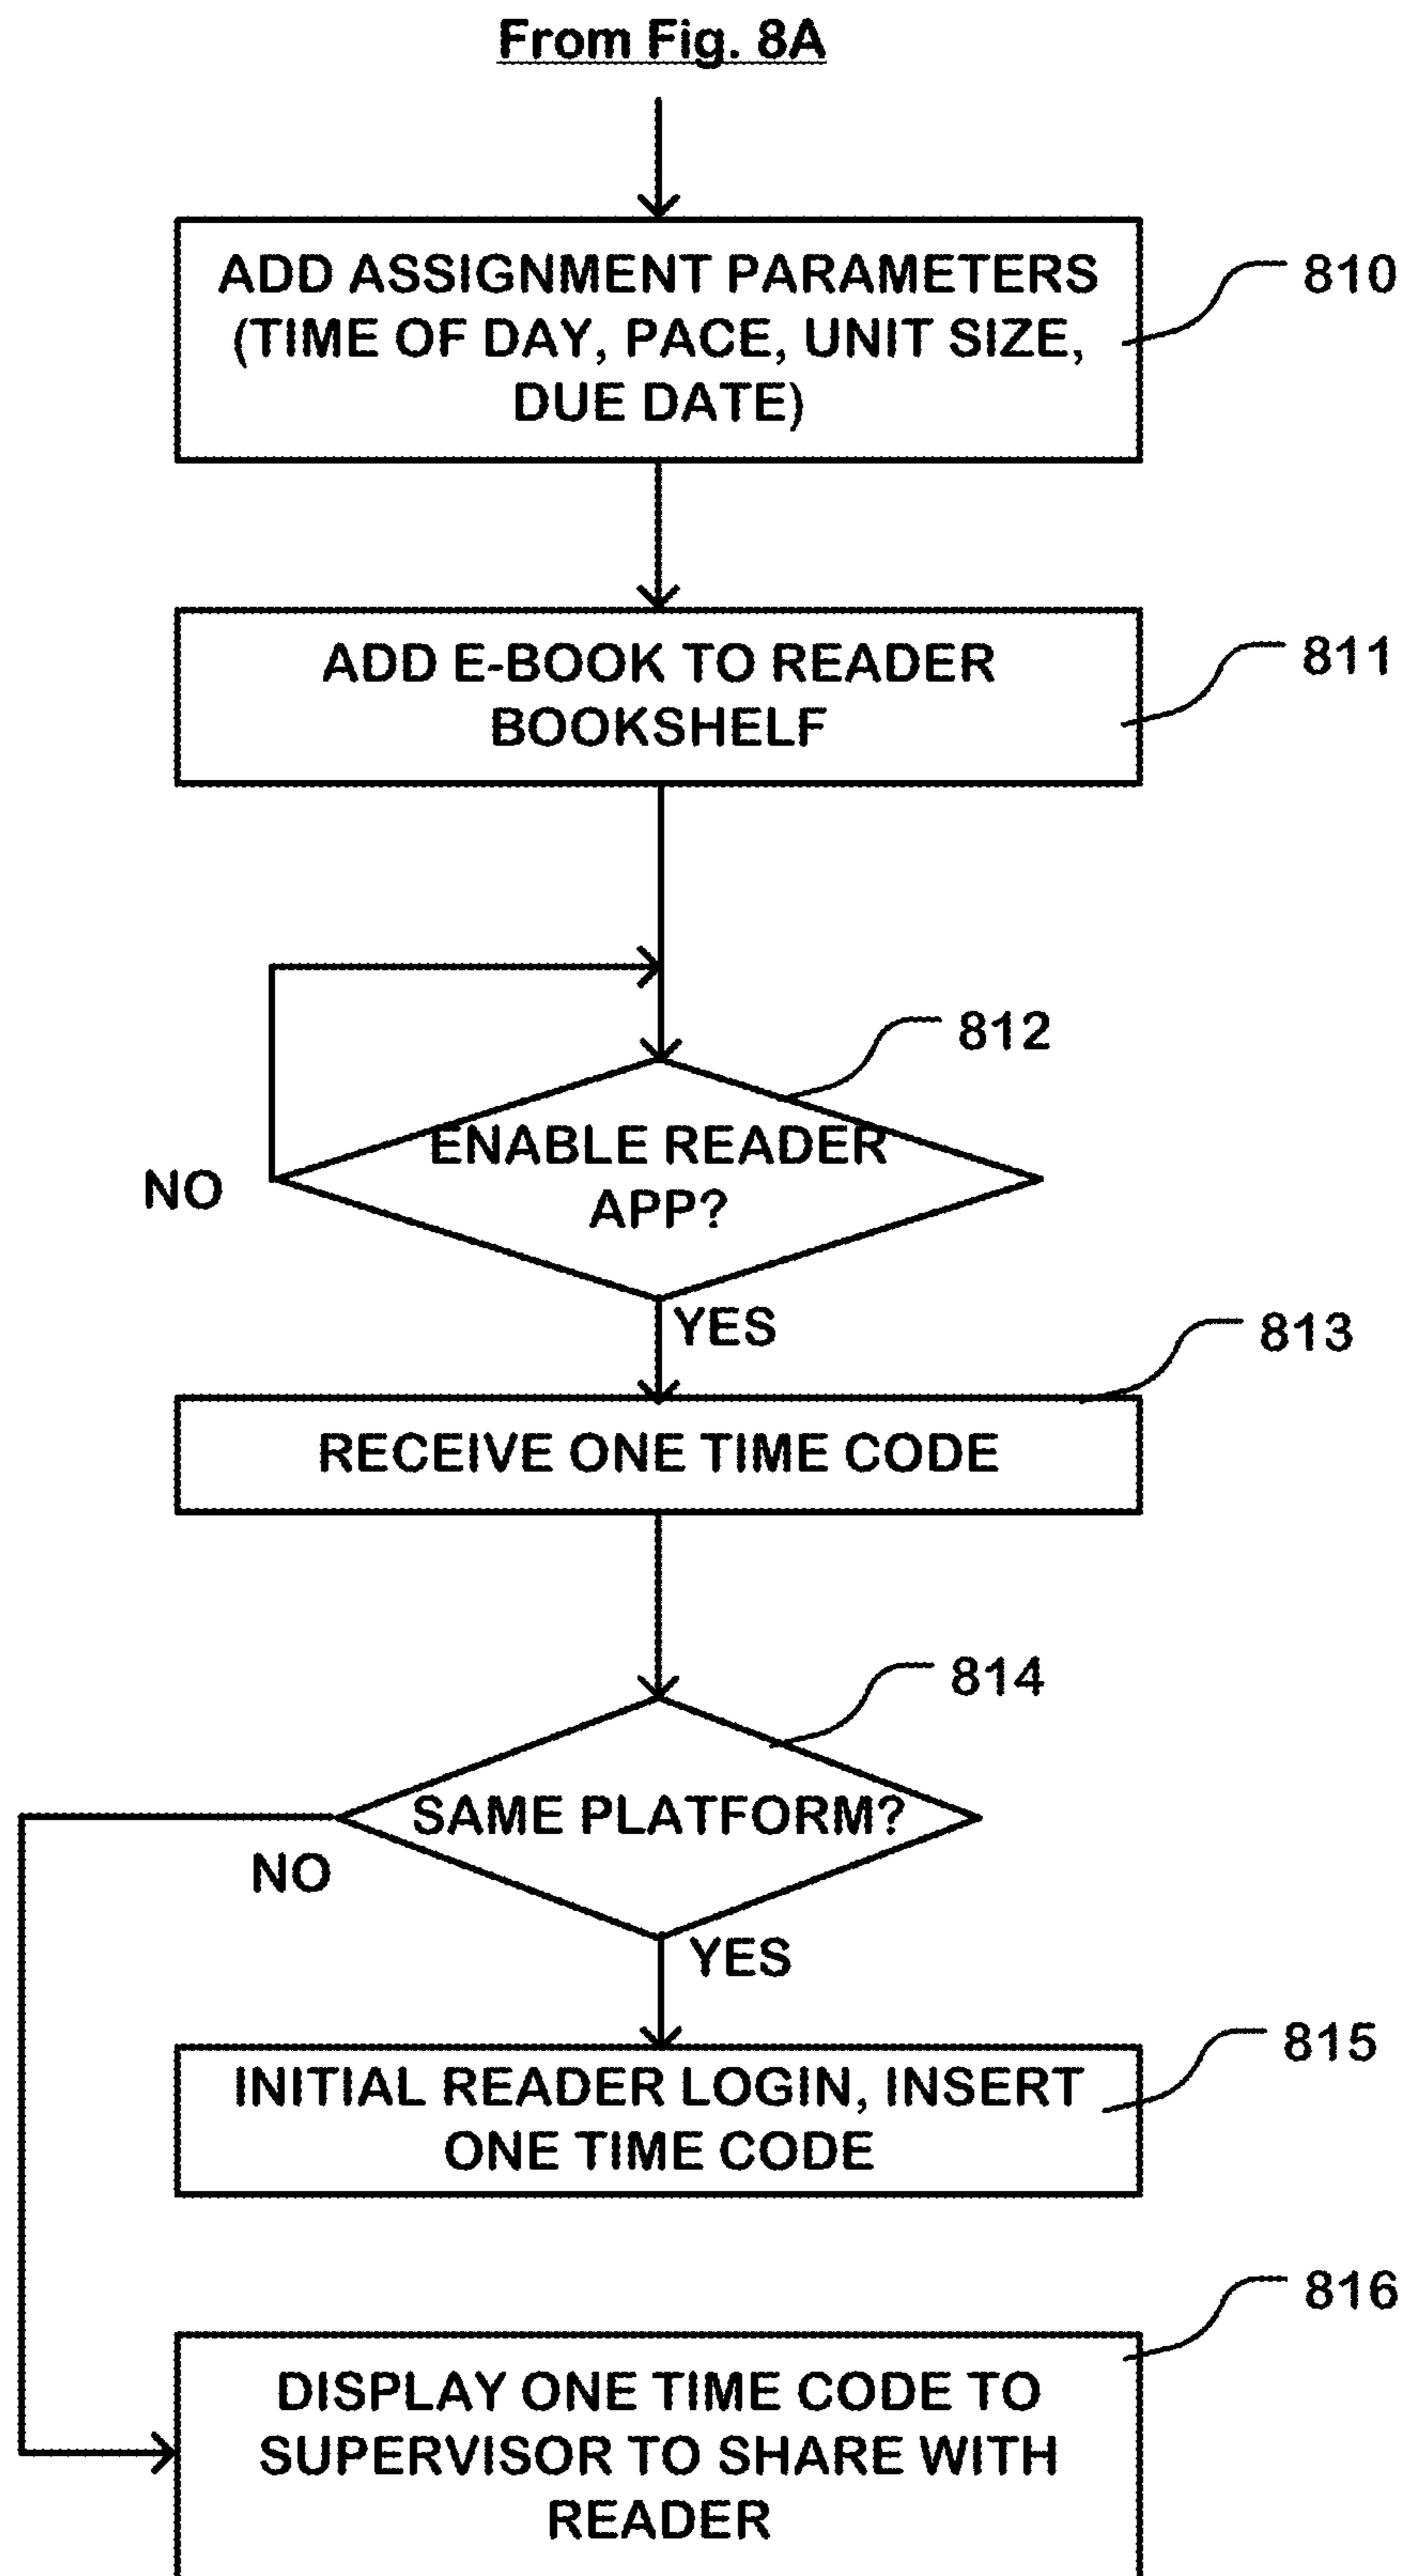 From Fig. 8A
ADD ASSIGNMENT PARAMETERS
(TIME OF DAY, PACE, UNIT SIZE,
DUE DATE)
810
ADD E-BOOK TO READER
BOOKSHELF
811
812
ENABLE READER
APP?
NO
YES
813
RECEIVE ONE TIME CODE
814
SAME PLATFORM?
NO
YES
815
INITIAL READER LOGIN, INSERT
ONE TIME CODE
816
DISPLAY ONE TIME CODE TO
SUPERVISOR TO SHARE WITH
READER